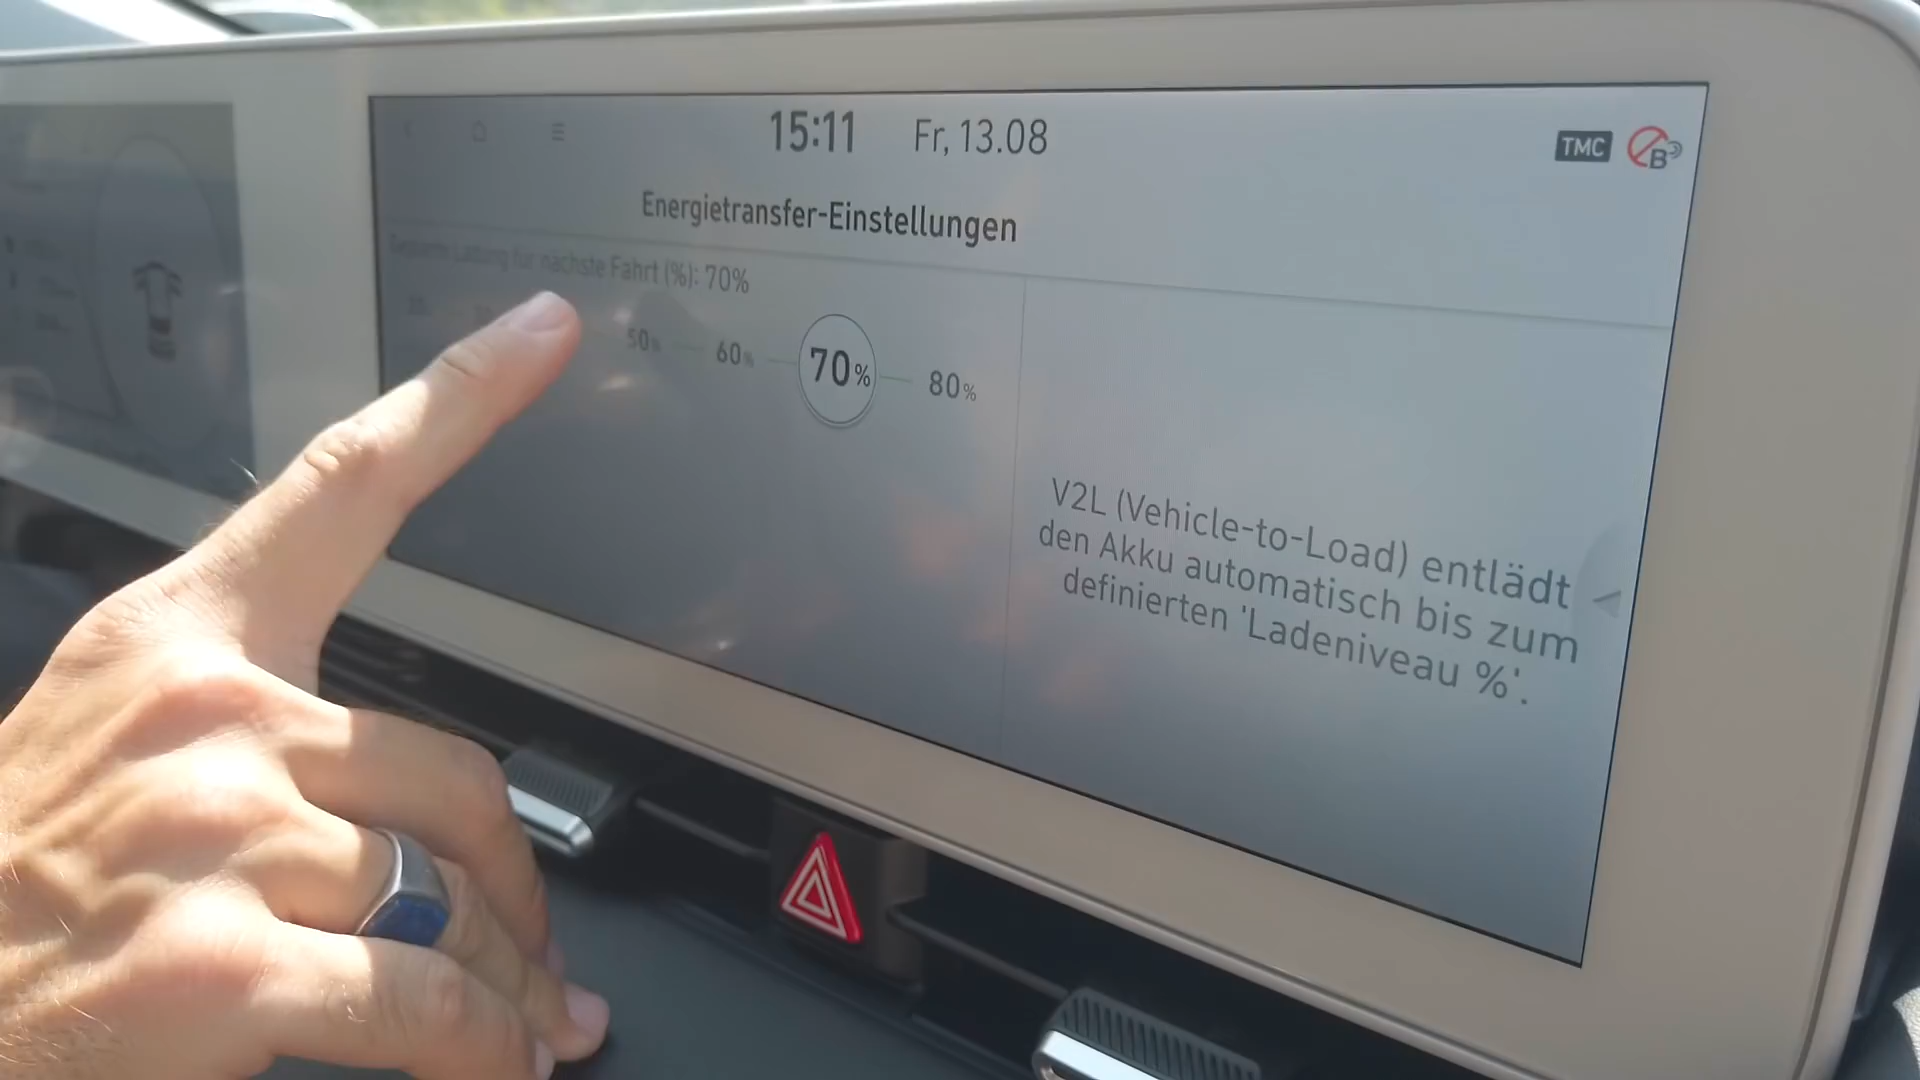 15:11 Fr, 13.08
TMC
B
Energietransfer-Einstellungen
Ladung für nächste Fahrt (%): 70%
50% 60% 70% 80%
V2L (Vehicle-to-Load) entlädt
den Akku automatisch bis zum
definierten 'Ladeniveau %'.